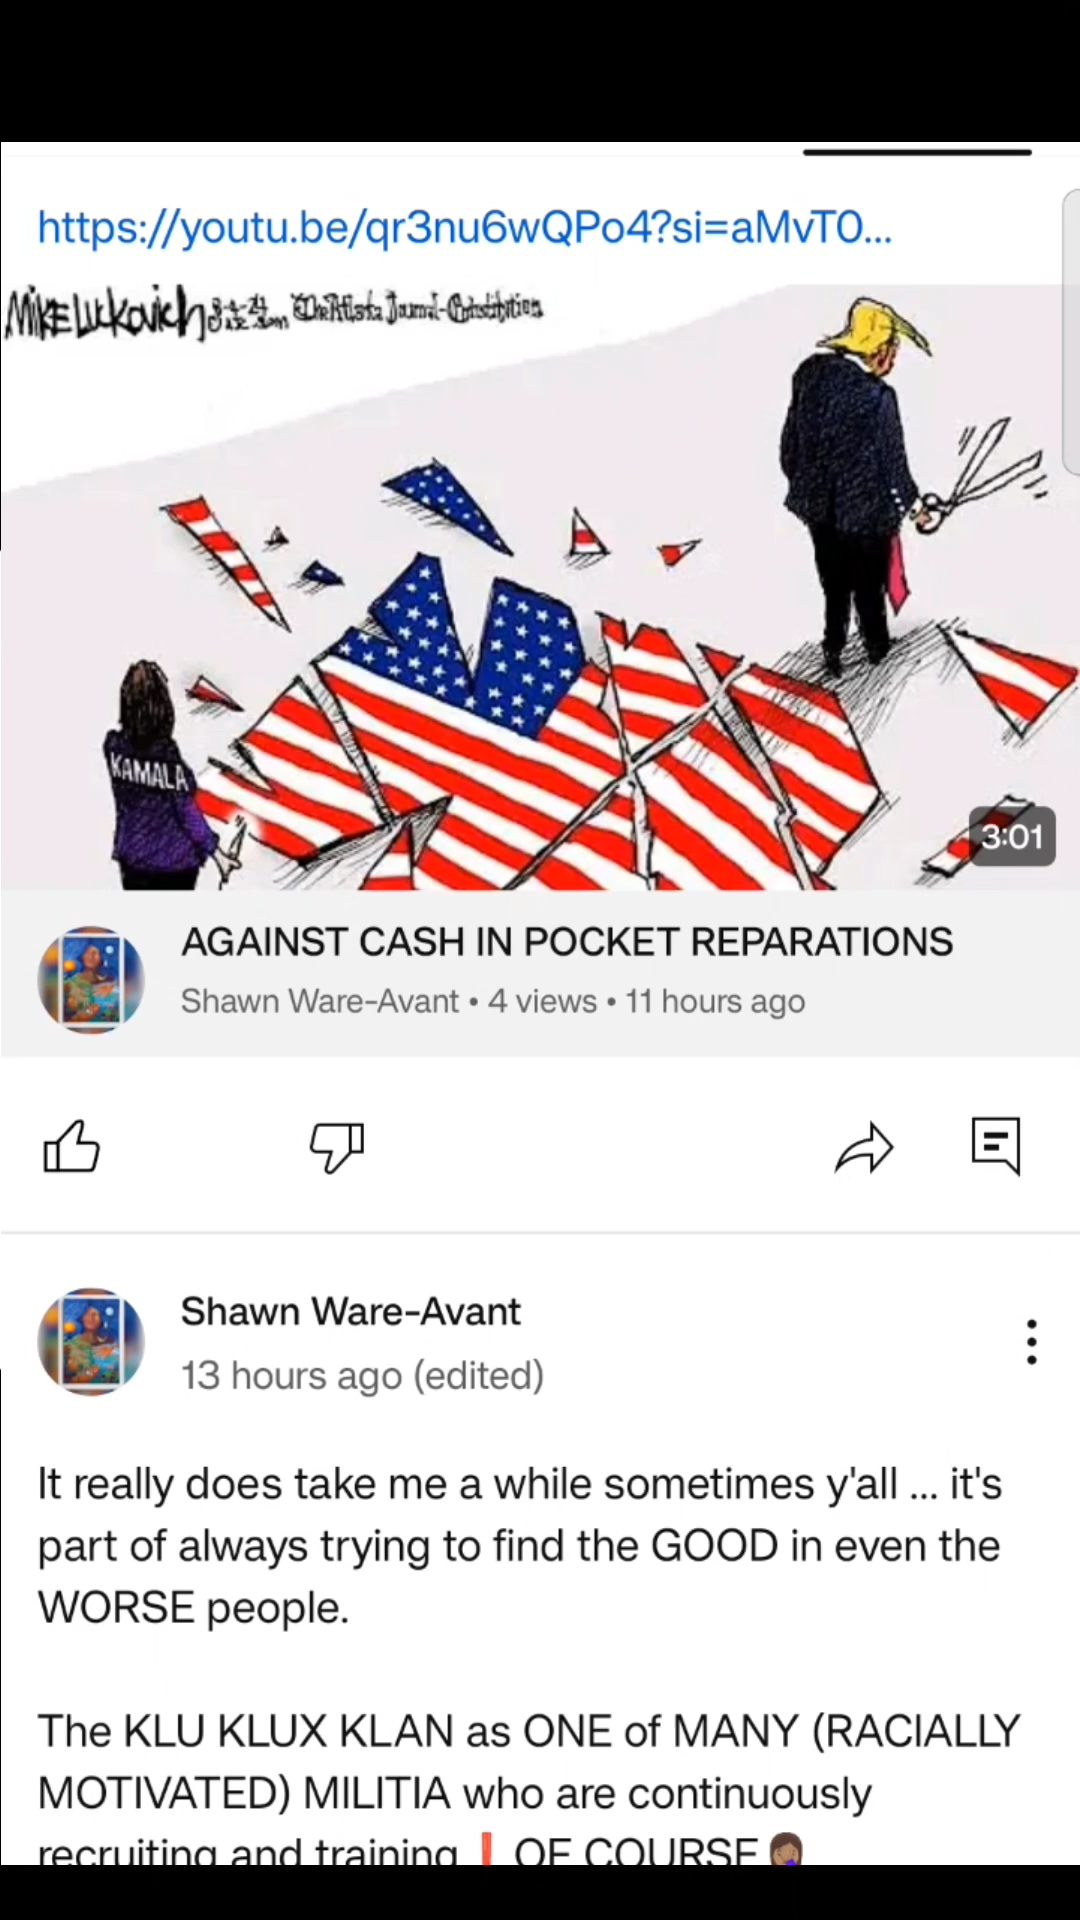 https://youtu.be/qr3nu6wQPo4?si=aMvT0...
MIKE LUCKOVICH
KAMALA
3:01
AGAINST CASH IN POCKET REPARATIONS
Shawn Ware-Avant • 4 views • 11 hours ago
Shawn Ware-Avant
13 hours ago (edited)
It really does take me a while sometimes y'all ... it's
part of always trying to find the GOOD in even the
WORSE people.
The KLU KLUX KLAN as ONE of MANY (RACIALLY
MOTIVATED) MILITIA who are continuously
recruiting and training❗OF COURSE